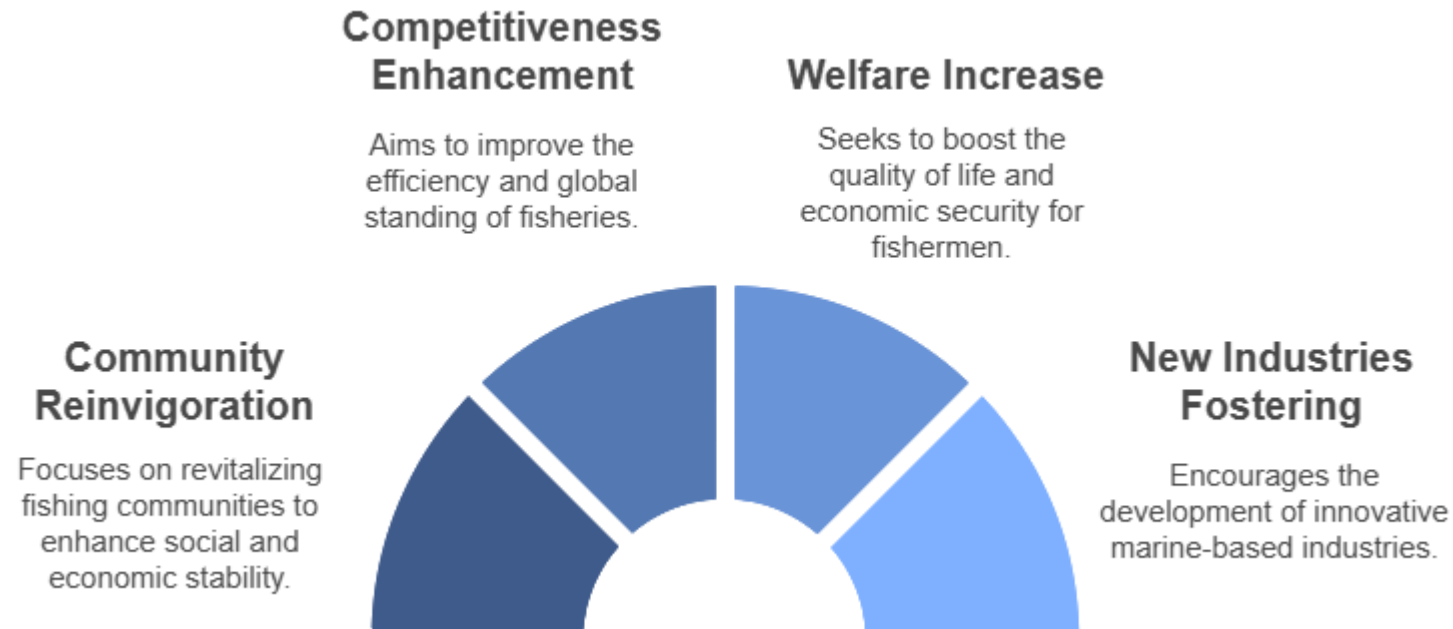 Competitiveness
Enhancement
Aims to improve the
efficiency and global
standing of fisheries.
Welfare Increase
Seeks to boost the
quality of life and
economic security for
fishermen.
Community
Reinvigoration
Focuses on revitalizing
fishing communities to
enhance social and
economic stability.
New Industries
Fostering
Encourages the
development of innovative
marine-based industries.